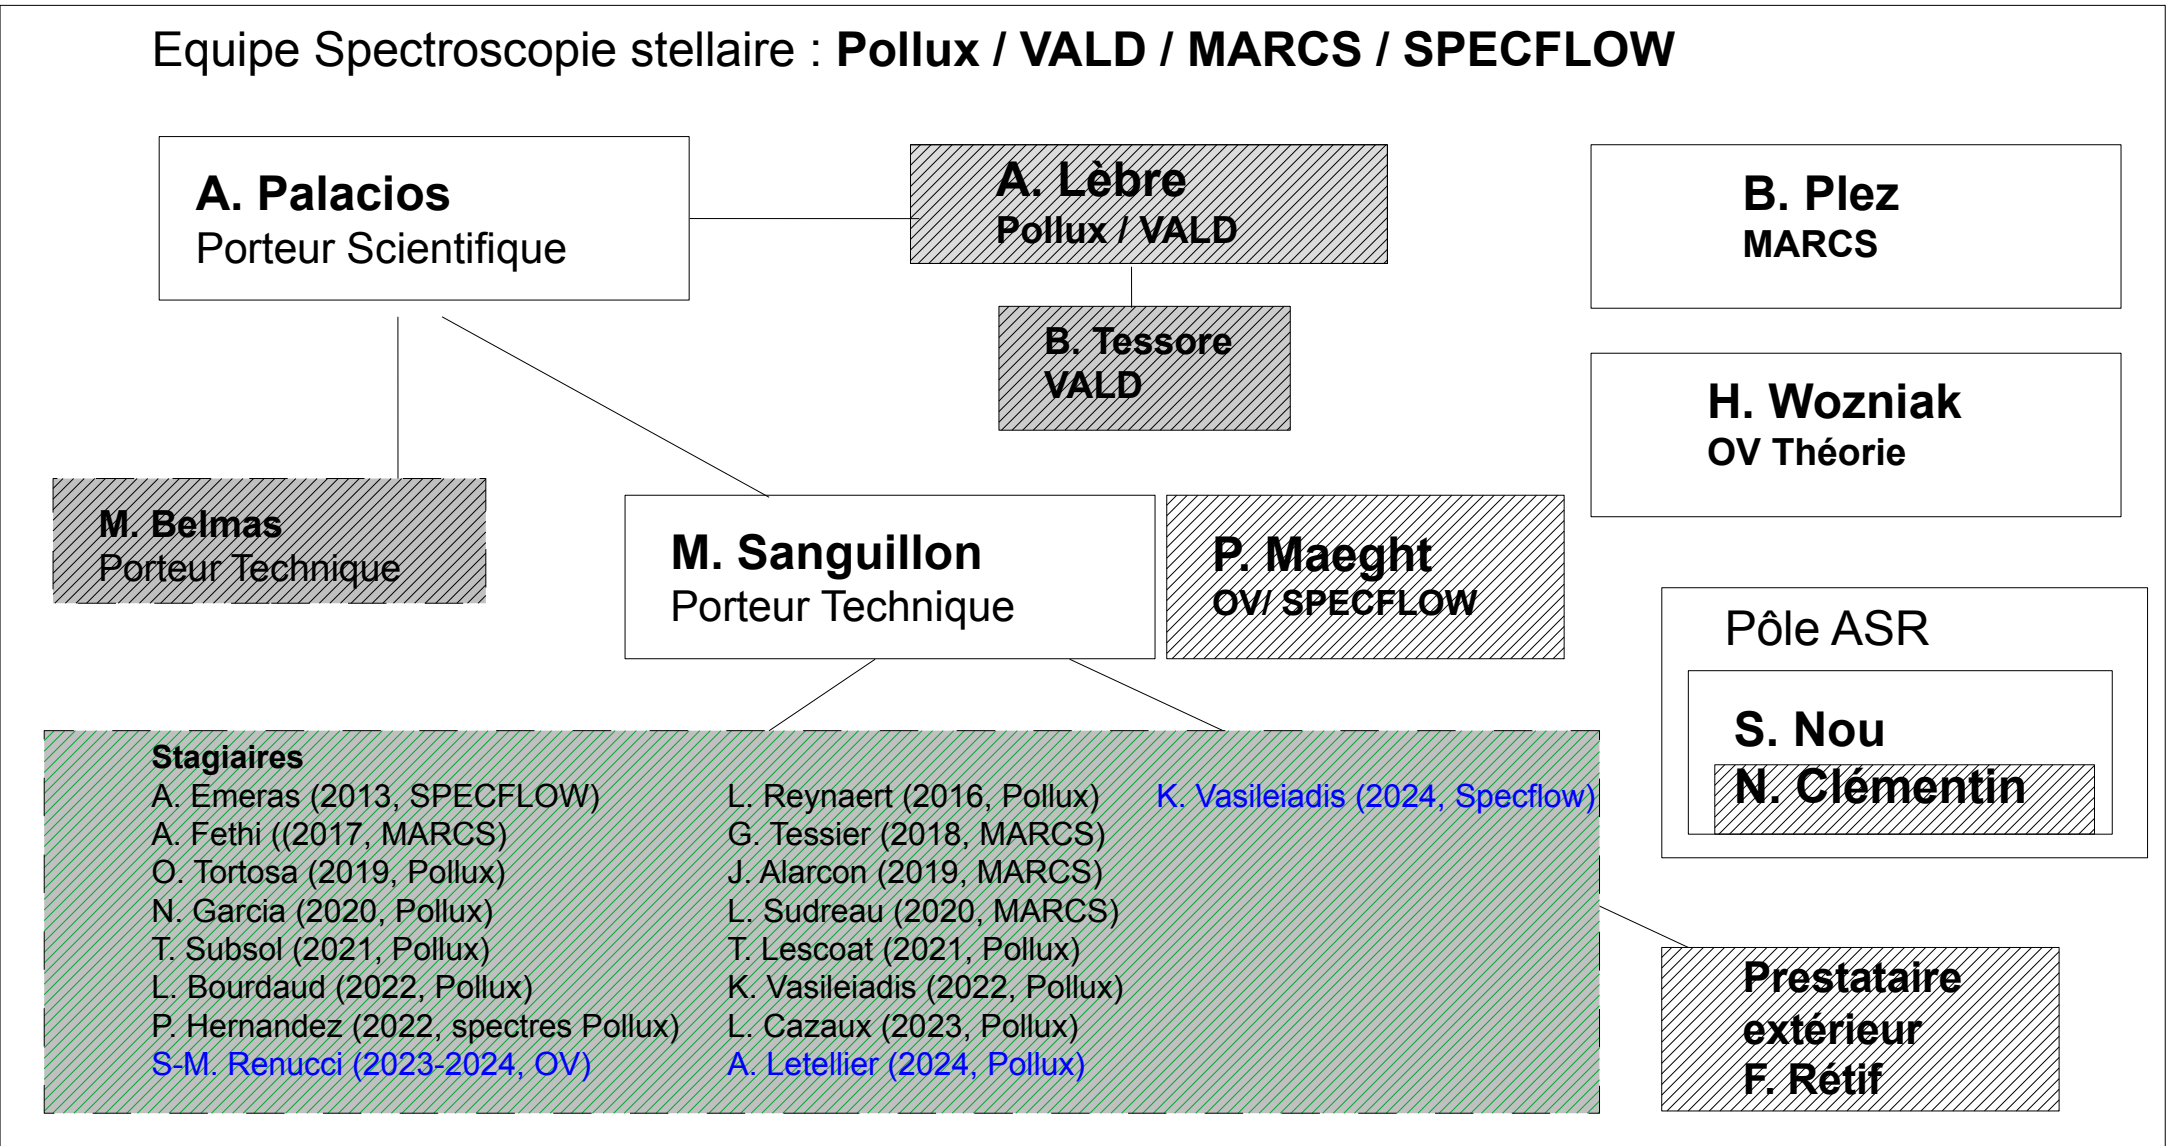 Equipe Spectroscopie stellaire : Pollux / VALD / MARCS / SPECFLOW
A. Palacios
Porteur Scientifique
A. Lèbre
Pollux / VALD
B. Plez
MARCS
B. Tessore
VALD
H. Wozniak
OV Théorie
M. Belmas
Porteur Technique
M. Sanguillon
Porteur Technique
P. Maeght
OV/ SPECFLOW
Pôle ASR
S. Nou
N. Clémentin
Stagiaires
A. Emeras (2013, SPECFLOW)
A. Fethi ((2017, MARCS)
O. Tortosa (2019, Pollux)
N. Garcia (2020, Pollux)
T. Subsol (2021, Pollux)
L. Bourdaud (2022, Pollux)
P. Hernandez (2022, spectres Pollux)
S-M. Renucci (2023-2024, OV)
L. Reynaert (2016, Pollux)
G. Tessier (2018, MARCS)
J. Alarcon (2019, MARCS)
L. Sudreau (2020, MARCS)
T. Lescoat (2021, Pollux)
K. Vasileiadis (2022, Pollux)
L. Cazaux (2023, Pollux)
A. Letellier (2024, Pollux)
K. Vasileiadis (2024, Specflow)
Prestataire
extérieur
F. Rétif